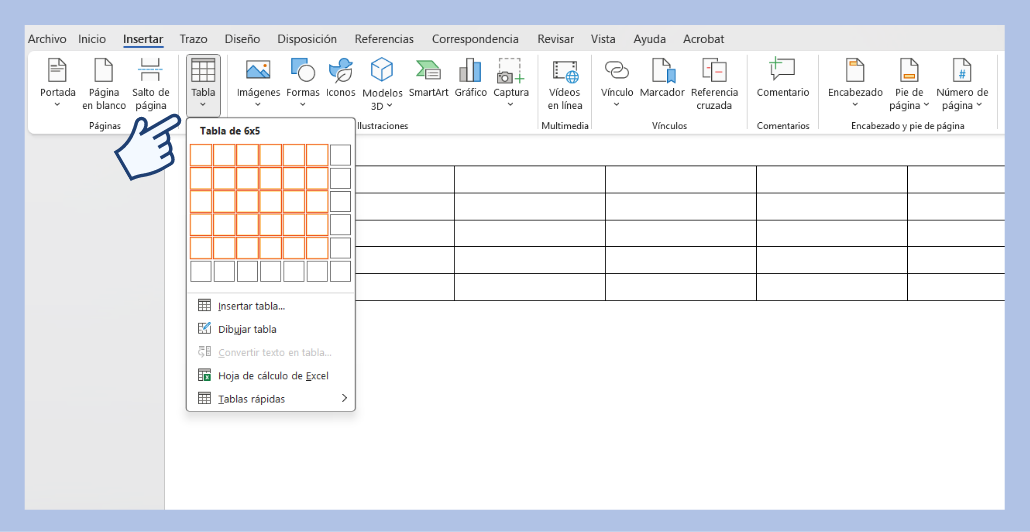 Archivo Inicio Insertar Trazo Diseño Disposición Referencias Correspondencia Revisar Vista Ayuda Acrobat
Portada Página Salto de Tabla Imágenes Formas Iconos Modelos SmartArt Gráfico Captura Vídeos Vínculo Marcador Referencia Comentario Encabezado Pie de Número de
en blanco página 3D en línea cruzada página página
Páginas Ilustraciones Multimedia Vínculos Comentarios Encabezado y pie de página
Tabla de 6x5
Insertar tabla...
Dibujar tabla
Convertir texto en tabla...
Hoja de cálculo de Excel
Tablas rápidas